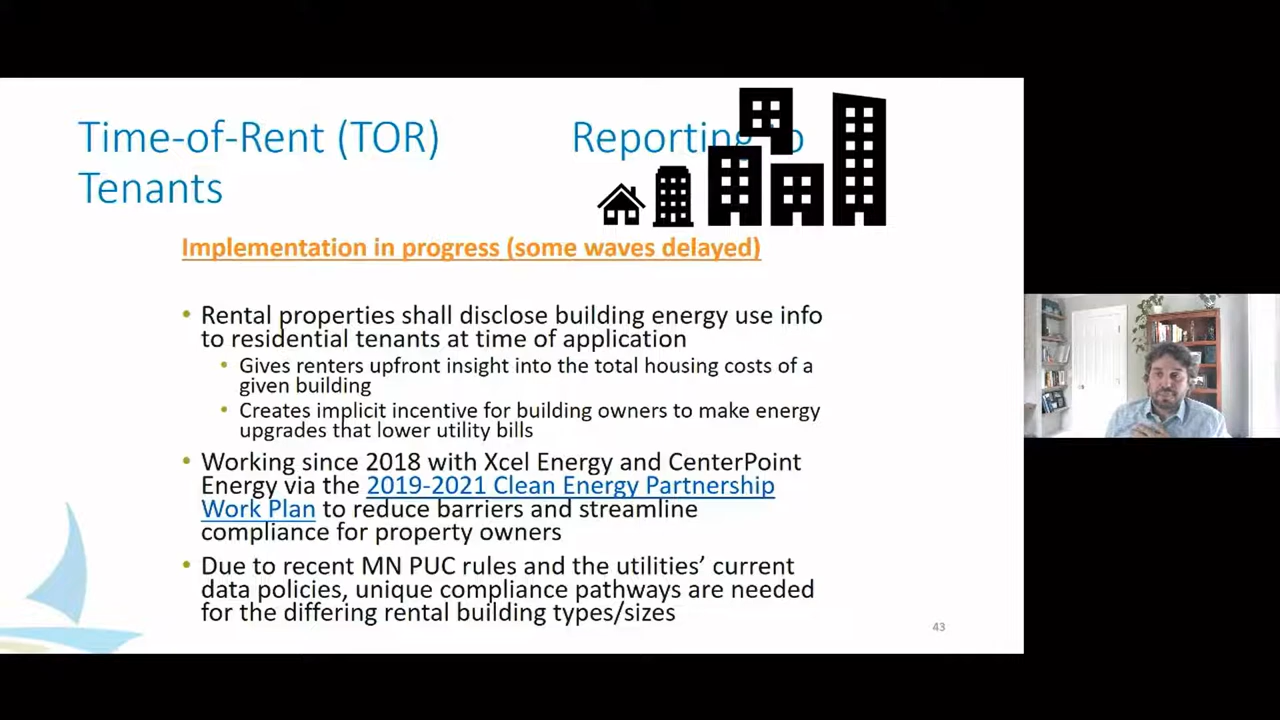 Time-of-Rent (TOR) Reporting to
Tenants
Implementation in progress (some waves delayed)
• Rental properties shall disclose building energy use info
to residential tenants at time of application
• Gives renters upfront insight into the total housing costs of a
given building
• Creates implicit incentive for building owners to make energy
upgrades that lower utility bills
• Working since 2018 with Xcel Energy and CenterPoint
Energy via the 2019-2021 Clean Energy Partnership
Work Plan to reduce barriers and streamline
compliance for property owners
• Due to recent MN PUC rules and the utilities’ current
data policies, unique compliance pathways are needed
for the differing rental building types/sizes
43